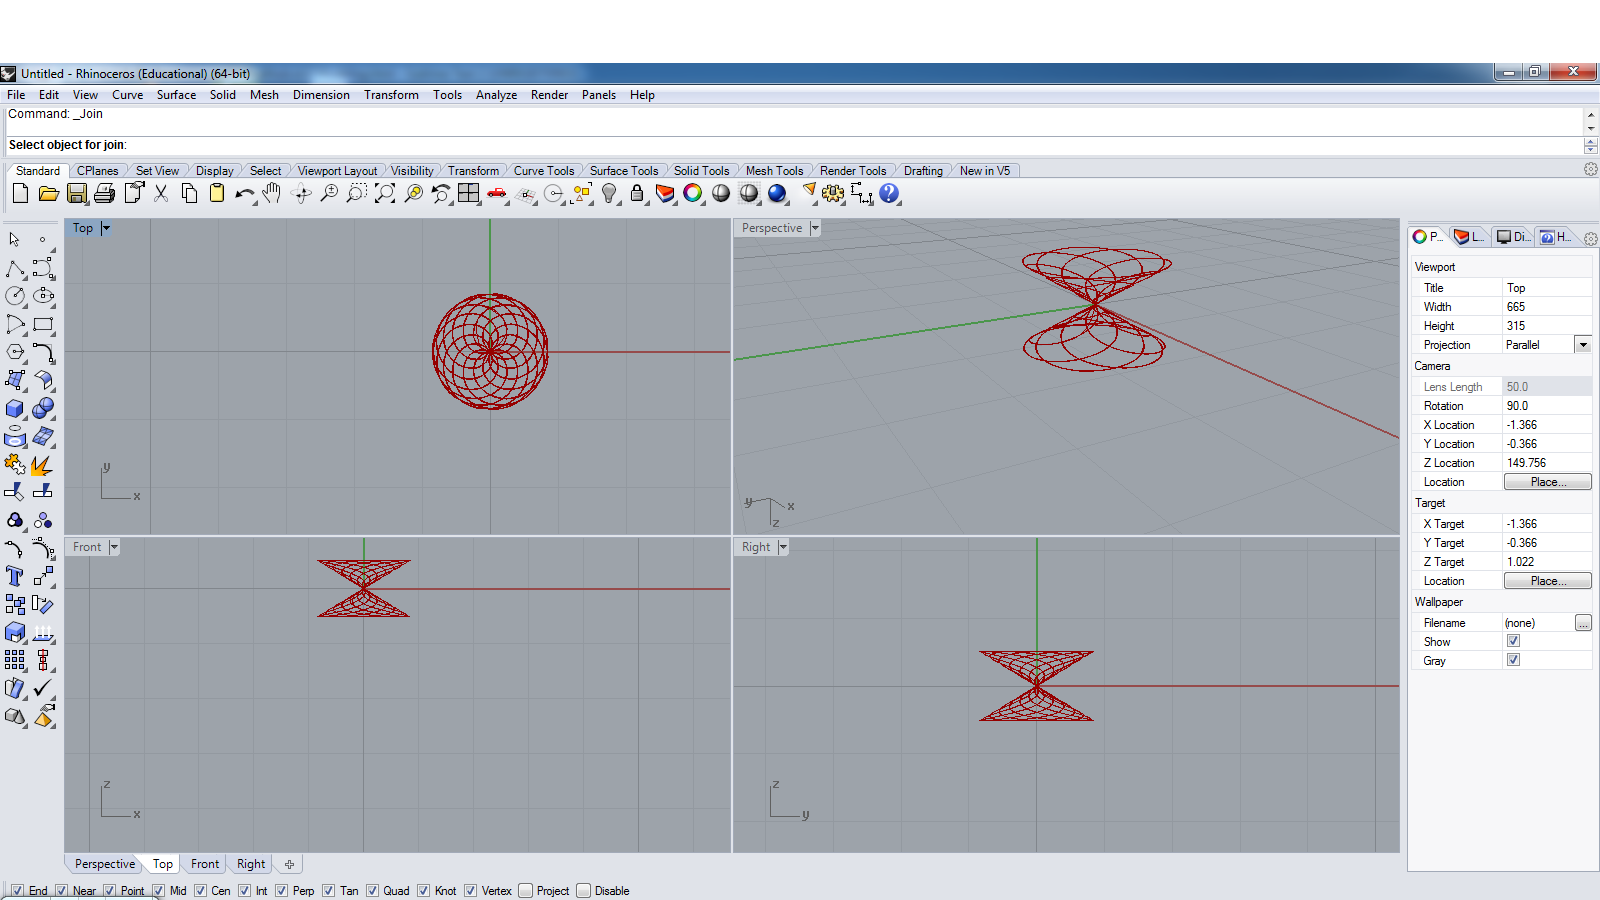 Untitled - Rhinoceros (Educational) (64-bit)
File Edit View Curve Surface Solid Mesh Dimension Transform Tools Analyze Render Panels Help
Command: _Join
Select object for join:
Standard CPlanes Set View Display Select Viewport Layout Visibility Transform Curve Tools Surface Tools Solid Tools Mesh Tools Render Tools Drafting New in V5
Top
Perspective
P... L... Di... H...
Viewport
Title Top
Width 665
Height 315
Projection Parallel
Camera
Lens Length 50.0
Rotation 90.0
X Location -1.366
Y Location -0.366
Z Location 149.756
Location Place...
Target
X Target -1.366
Y Target -0.366
Z Target 1.022
Location Place...
Wallpaper
Filename (none) ...
Show
Gray
y
x
y
x
z
Front
Right
z
x
z
y
Perspective Top Front Right
End Near Point Mid Cen Int Perp Tan Quad Knot Vertex Project Disable